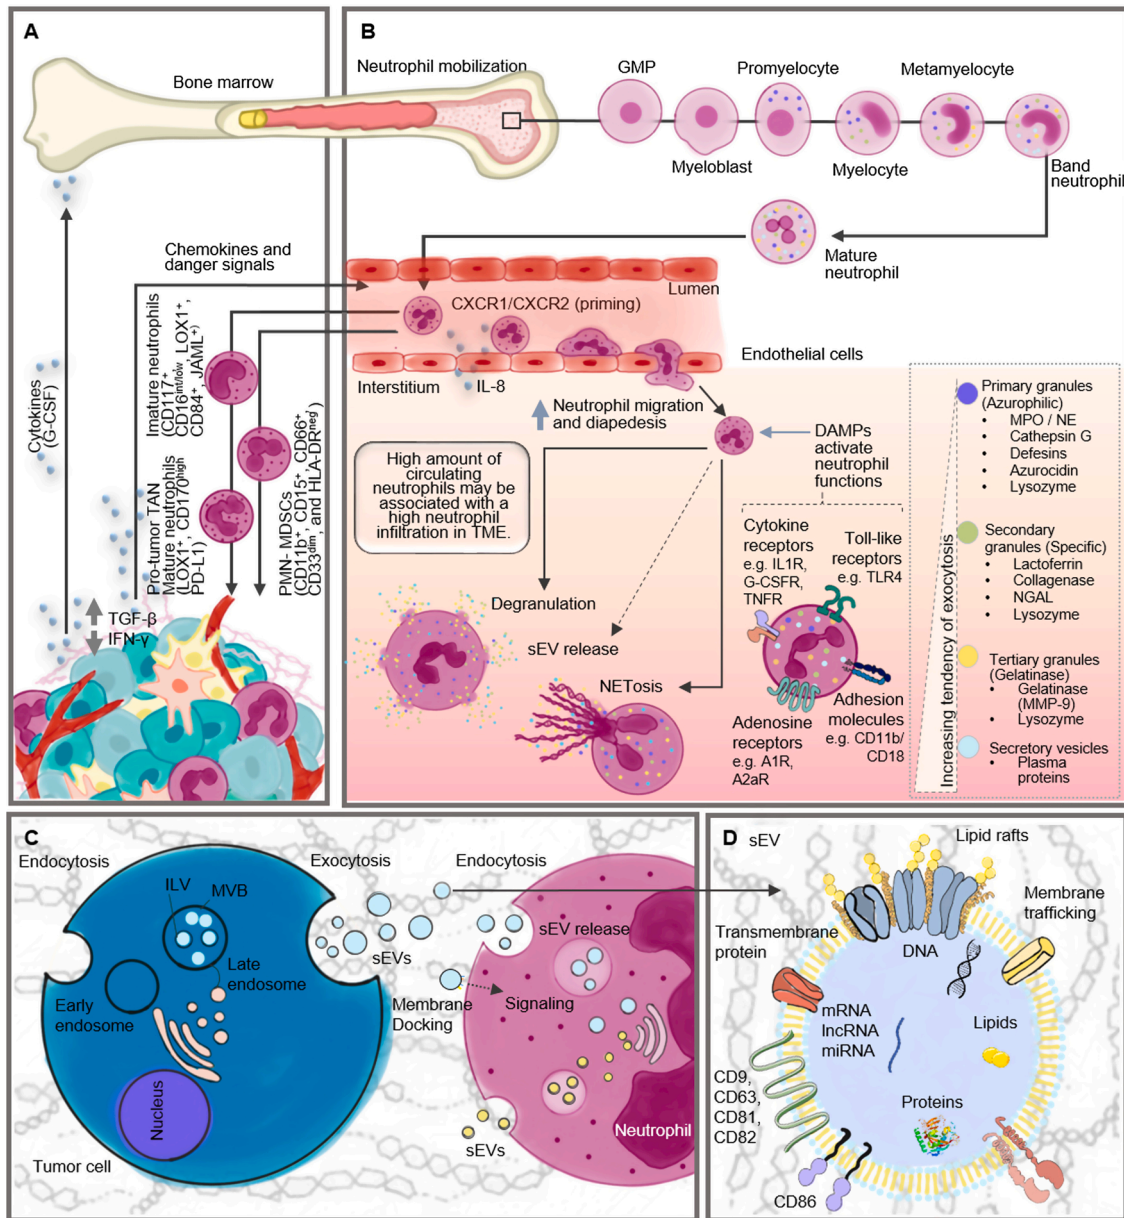 A
Bone marrow
Chemokines and
danger signals
Cytokines
(G-CSF)
Imature neutrophils
(CD117+,
CD16int/low, LOX1+,
CD84+, JAML+)
Pro-tumor TAN
Mature neutrophils
(LOX1+, CD170high
PD-L1)
PMN- MDSCs
(CD11b+, CD15+, CD66+,
CD33dim, and HLA-DRneg)
TGF-β
IFN-γ
B
Neutrophil mobilization
GMP
Promyelocyte
Metamyelocyte
Myeloblast
Myelocyte
Band
neutrophil
Mature
neutrophil
Lumen
CXCR1/CXCR2 (priming)
Endothelial cells
Interstitium
IL-8
Neutrophil migration
and diapedesis
DAMPs
activate
neutrophil
functions
High amount of
circulating
neutrophils may be
associated with a
high neutrophil
infiltration in TME.
Cytokine
receptors
e.g. IL1R,
G-CSFR,
TNFR
Toll-like
receptors
e.g. TLR4
Degranulation
sEV release
NETosis
Adenosine
receptors
e.g. A1R,
A2aR
Adhesion
molecules
e.g. CD11b/
CD18
Increasing tendency of exocytosis
Primary granules
(Azurophilic)
• MPO / NE
• Cathepsin G
• Defesins
• Azurocidin
• Lysozyme
Secondary
granules (Specific)
• Lactoferrin
• Collagenase
• NGAL
• Lysozyme
Tertiary granules
(Gelatinase)
• Gelatinase
(MMP-9)
• Lysozyme
Secretory vesicles
• Plasma
proteins
C
Endocytosis
Exocytosis
Endocytosis
ILV
MVB
sEVs
sEV release
Late
endosome
Early
endosome
Membrane
Docking
Signaling
Nucleus
Tumor cell
sEVs
Neutrophil
D
sEV
Lipid rafts
Membrane
trafficking
Transmembrane
protein
DNA
mRNA
lncRNA
miRNA
Lipids
CD9,
CD63,
CD81,
CD82
Proteins
CD86